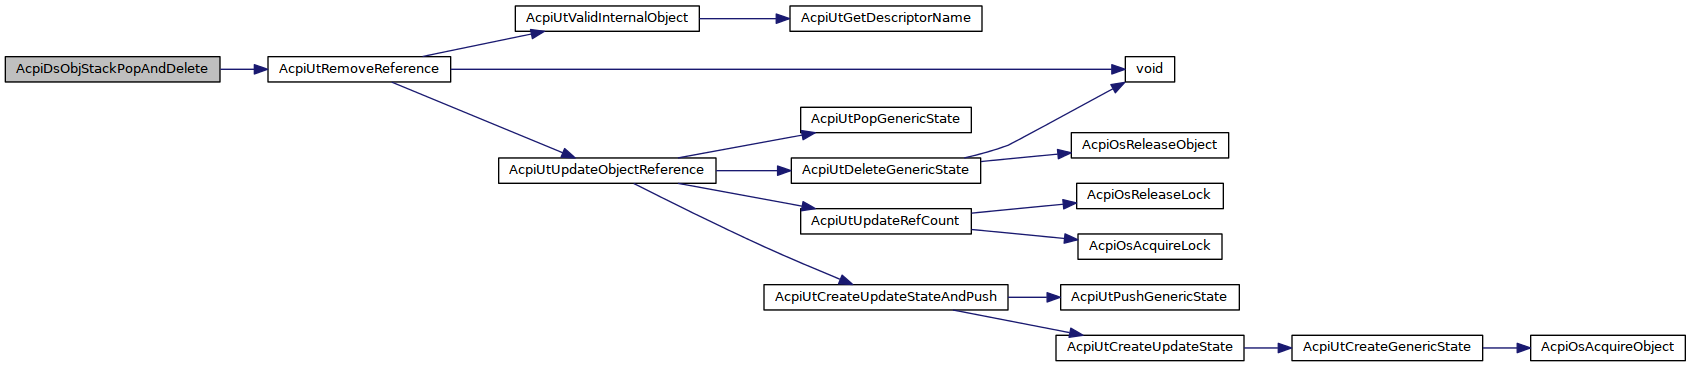 AcpiUtValidInternalObject
AcpiUtGetDescriptorName
AcpiDsObjStackPopAndDelete
AcpiUtRemoveReference
void
AcpiUtPopGenericState
AcpiOsReleaseObject
AcpiUtUpdateObjectReference
AcpiUtDeleteGenericState
AcpiOsReleaseLock
AcpiUtUpdateRefCount
AcpiOsAcquireLock
AcpiUtCreateUpdateStateAndPush
AcpiUtPushGenericState
AcpiUtCreateUpdateState
AcpiUtCreateGenericState
AcpiOsAcquireObject